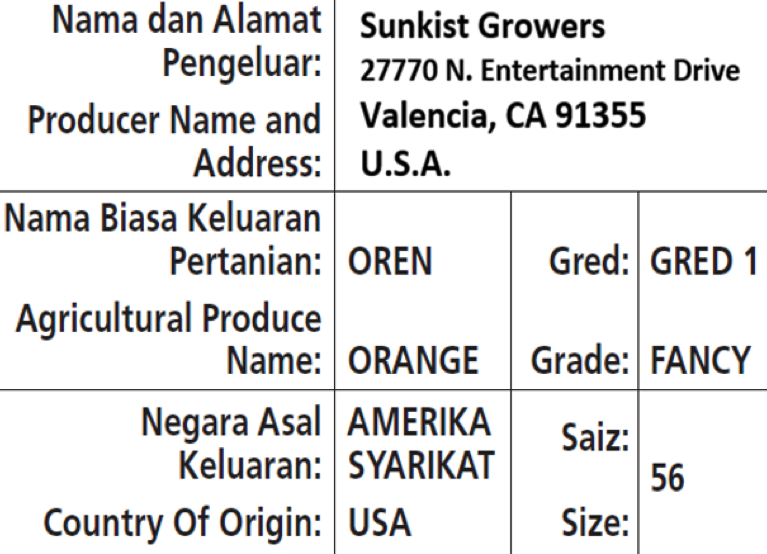 Nama dan Alamat
Pengeluar:
Producer Name and
Address:
Sunkist Growers
27770 N. Entertainment Drive
Valencia, CA 91355
U.S.A.
Nama Biasa Keluaran
Pertanian:
OREN
Gred:
GRED 1
Agricultural Produce
Name:
ORANGE
Grade:
FANCY
Negara Asal
Keluaran:
AMERIKA
SYARIKAT
Country Of Origin:
USA
Saiz:
Size:
56